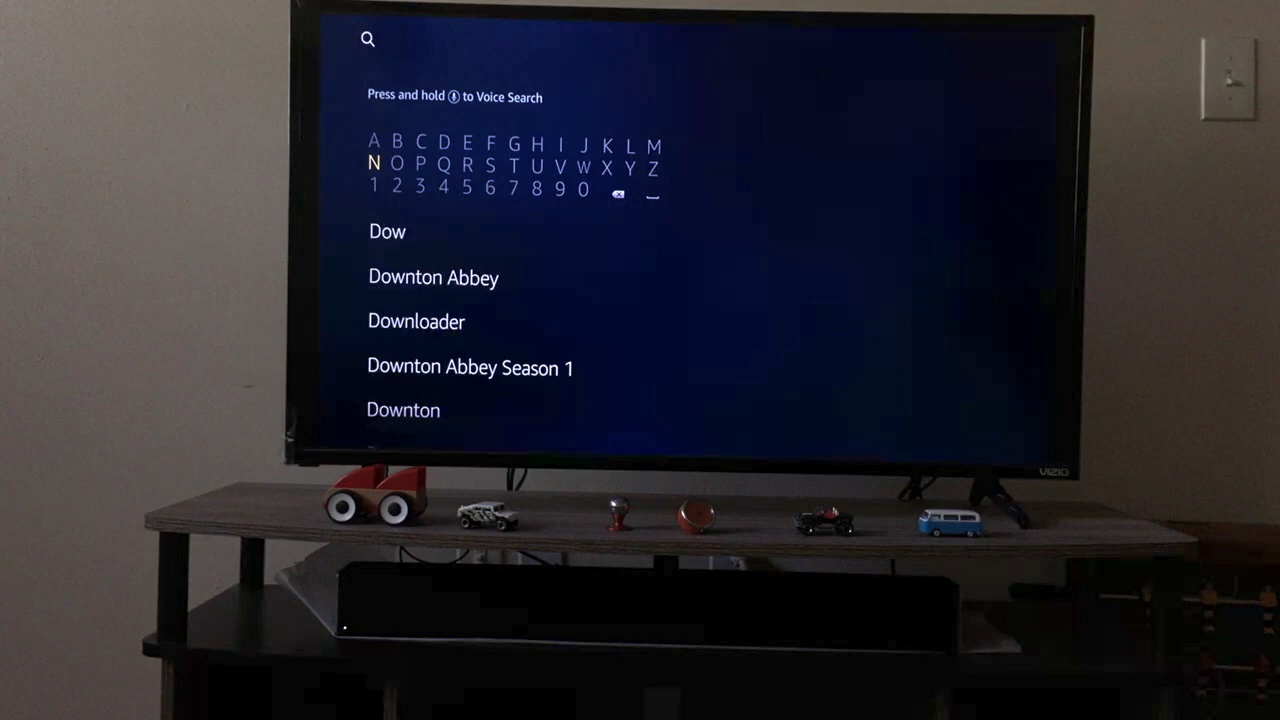 Press and hold to Voice Search
A B C D E F G H I J K L M
N O P Q R S T U V W X Y Z
1 2 3 4 5 6 7 8 9 0
Dow
Downton Abbey
Downloader
Downton Abbey Season 1
Downton
VIZIO